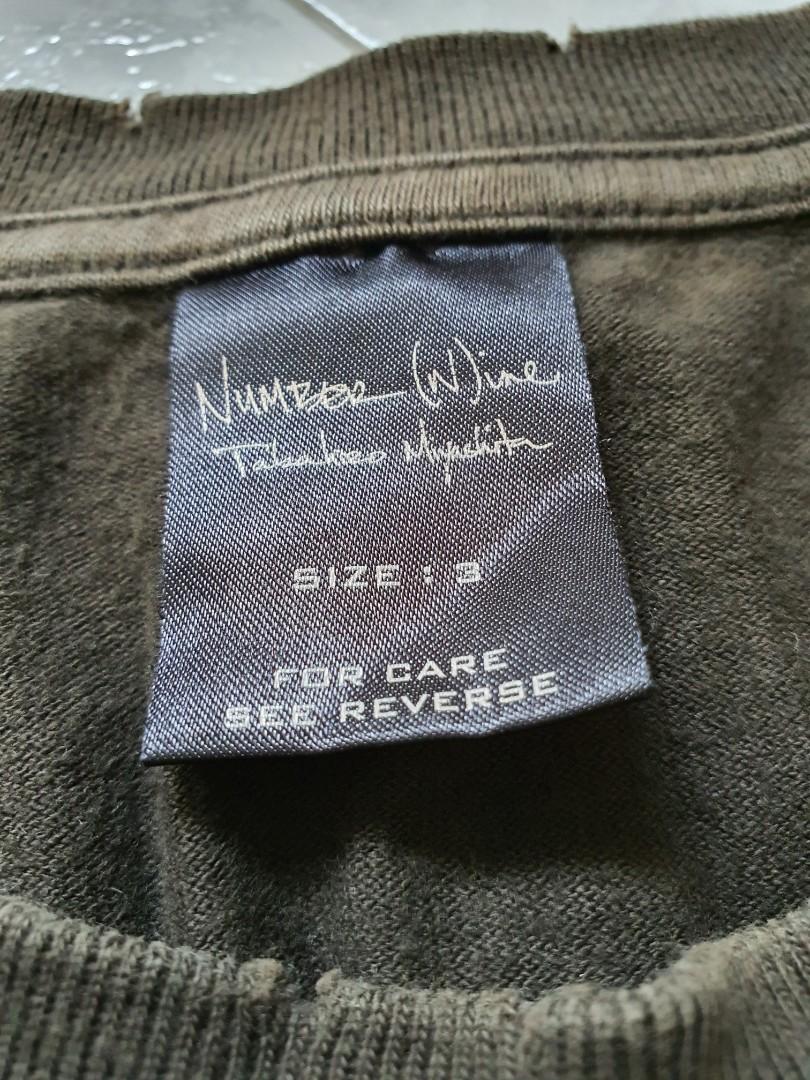 NUMBER (N)ine
Takahiro Miyashita
SIZE : 3
FOR CARE
SEE REVERSE